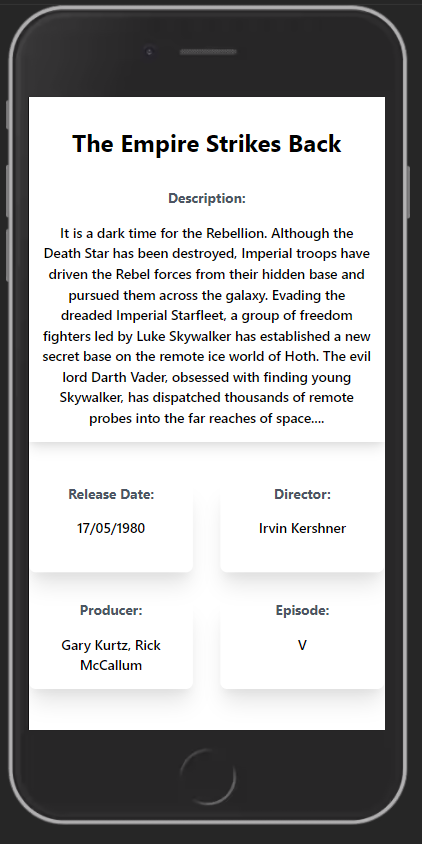 The Empire Strikes Back
Description:
It is a dark time for the Rebellion. Although the
Death Star has been destroyed, Imperial troops have
driven the Rebel forces from their hidden base and
pursued them across the galaxy. Evading the
dreaded Imperial Starfleet, a group of freedom
fighters led by Luke Skywalker has established a new
secret base on the remote ice world of Hoth. The evil
lord Darth Vader, obsessed with finding young
Skywalker, has dispatched thousands of remote
probes into the far reaches of space....
Release Date:
17/05/1980
Director:
Irvin Kershner
Producer:
Gary Kurtz, Rick
McCallum
Episode:
V